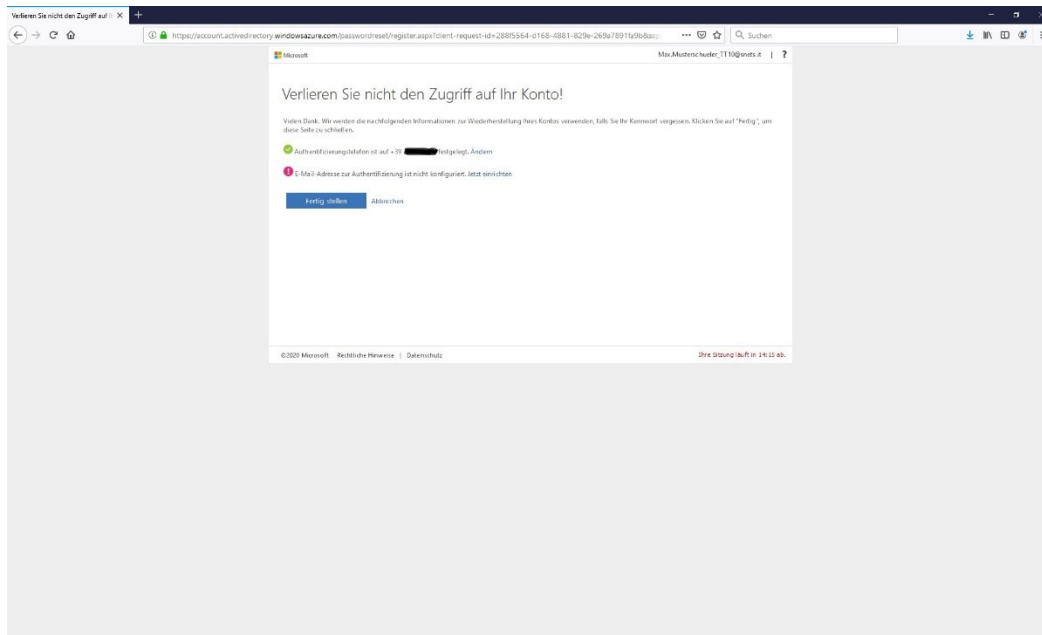 Verlieren Sie nicht den Zugriff auf I
https://account.activedirectory.windowsazure.com/passwordreset/register.aspx?client-request-id=288f5564-d168-4881-829e-269a7891fa9b&ss
Suchen
Microsoft
Max.Musterschueler_TT10@snets.it | ?
Verlieren Sie nicht den Zugriff auf Ihr Konto!
Vielen Dank. Wir werden die nachfolgenden Informationen zur Wiederherstellung Ihres Kontos verwenden, falls Sie Ihr Kennwort vergessen. Klicken Sie auf "Fertig", um
diese Seite zu schließen.
Authentifizierungstelefon ist auf +39 festgelegt. Ändern
E-Mail-Adresse zur Authentifizierung ist nicht konfiguriert. Jetzt einrichten
Fertig stellen Abbrechen
©2020 Microsoft Rechtliche Hinweise | Datenschutz
Ihre Sitzung läuft in 14:15 ab.